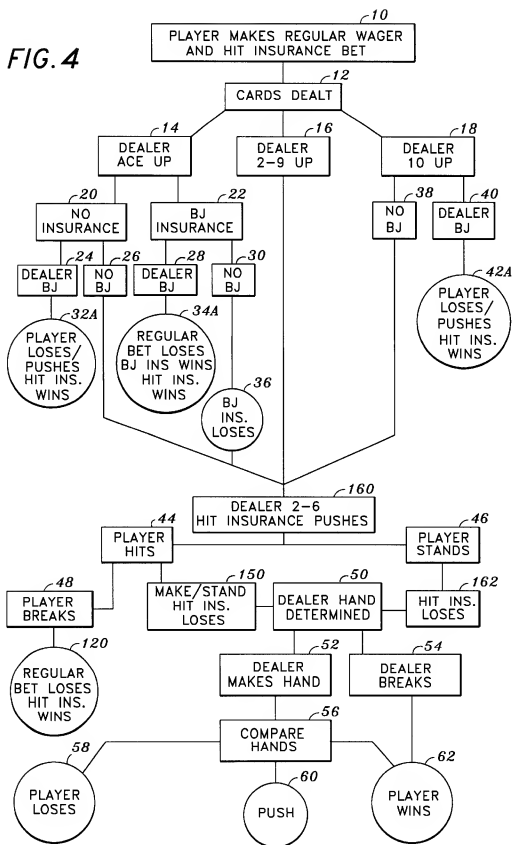 FIG. 4
10
PLAYER MAKES REGULAR WAGER
AND HIT INSURANCE BET
12
CARDS DEALT
14
DEALER
ACE UP
16
DEALER
2-9 UP
18
DEALER
10 UP
20
NO
INSURANCE
22
BJ
INSURANCE
38
NO
BJ
40
DEALER
BJ
24
DEALER
BJ
26
NO
BJ
28
DEALER
BJ
30
NO
BJ
32A
PLAYER
LOSES/
PUSHES
HIT INS.
WINS
34A
REGULAR
BET LOSES
BJ INS WINS
HIT INS.
WINS
36
BJ
INS.
LOSES
42A
PLAYER
LOSES/
PUSHES
HIT INS.
WINS
160
DEALER 2-6
HIT INSURANCE PUSHES
44
PLAYER
HITS
46
PLAYER
STANDS
48
PLAYER
BREAKS
150
MAKE/STAND
HIT INS.
LOSES
50
DEALER HAND
DETERMINED
162
HIT INS.
LOSES
120
REGULAR
BET LOSES
HIT INS.
WINS
52
DEALER
MAKES HAND
54
DEALER
BREAKS
56
COMPARE
HANDS
58
PLAYER
LOSES
60
PUSH
62
PLAYER
WINS